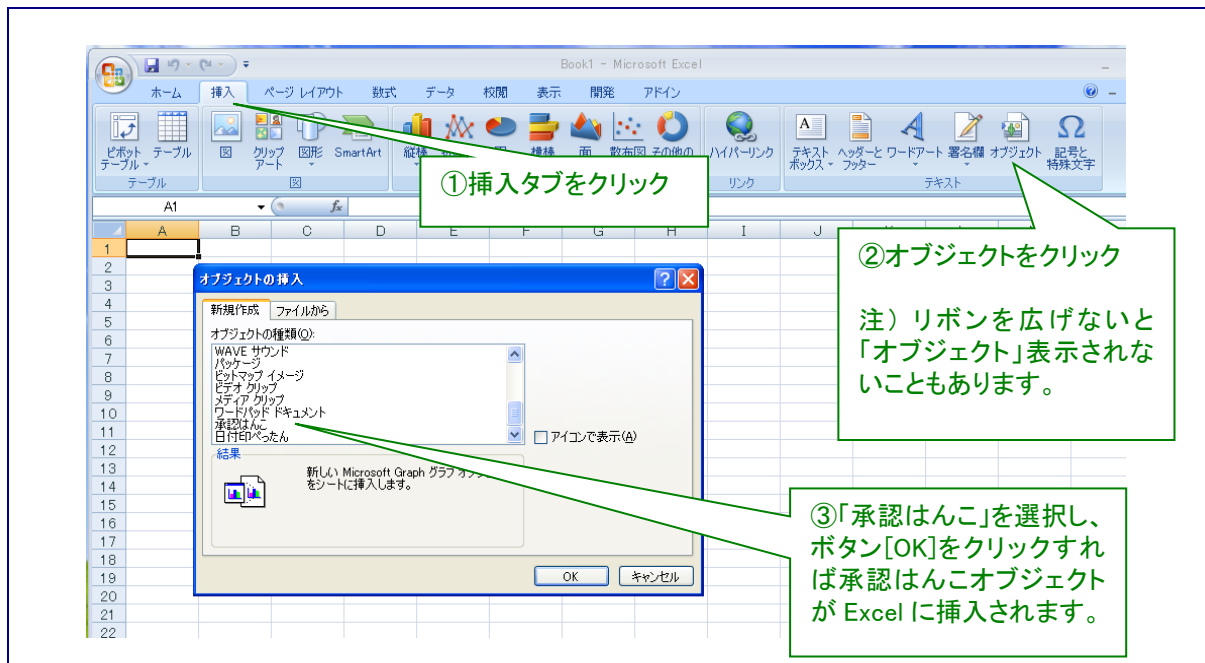 Book1 - Microsoft Excel
ホーム 挿入 ページ レイアウト 数式 データ 校閲 表示 開発 アドイン
ピボット テーブル 図 クリップ 図形 SmartArt 横棒 面 散布図 その他の ハイパーリンク テキスト ヘッダーと ワードアート 署名欄 オブジェクト 記号と
テーブル アート ボックス フッター 特殊文字
テーブル 図 リンク テキスト
①挿入タブをクリック
A1 fx
A B C D E F G H I J
1
2
②オブジェクトをクリック
注) リボンを広げないと
「オブジェクト」表示されな
いこともあります。
オブジェクトの挿入
3
4
新規作成 ファイルから
5
オブジェクトの種類(O):
6
WAVE サウンド
7
パッケージ
8
ビットマップ イメージ
ビデオ クリップ
9
メディア クリップ
10
ワードパッド ドキュメント
11
承認はんこ
日付印ぺったん
アイコンで表示(A)
12
結果
13
新しい Microsoft Graph グラフ
14
をシートに挿入します。
15
16
17
18
19
OK キャンセル
20
21
22
③「承認はんこ」を選択し、
ボタン[OK]をクリックすれ
ば承認はんこオブジェクト
が Excel に挿入されます。